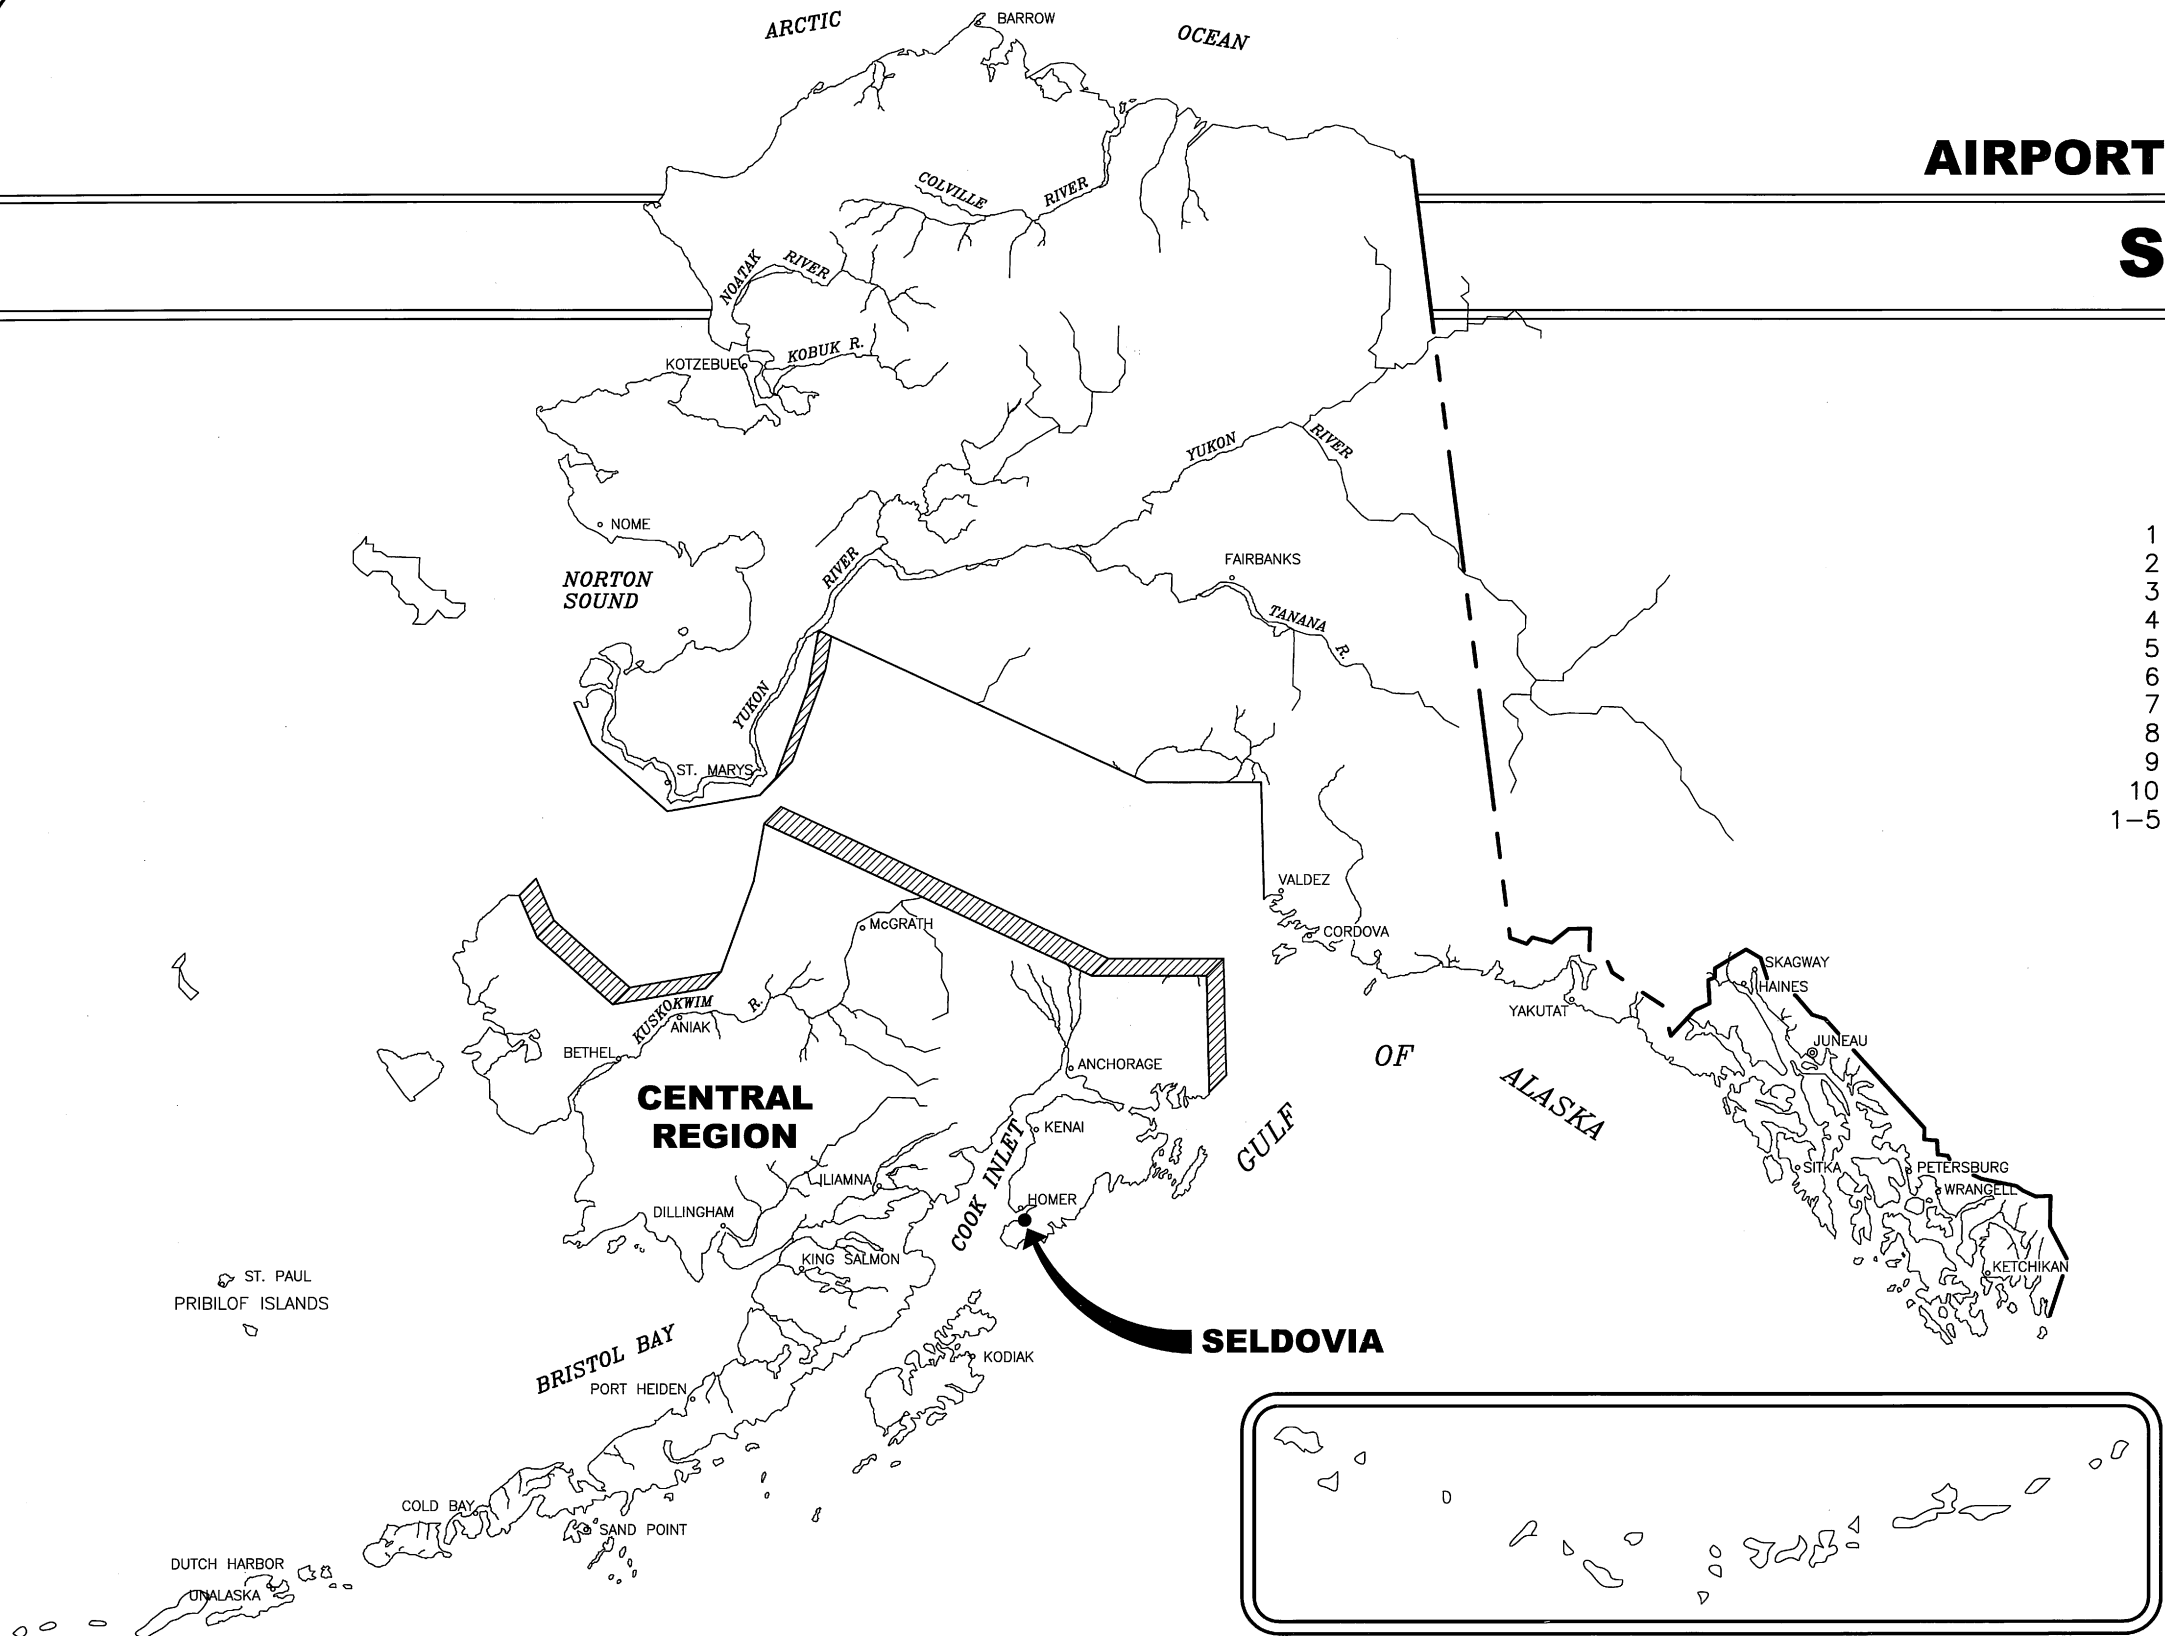 ARCTIC
OCEAN
BARROW
AIRPORT
S
COLVILLE
RIVER
NOATAK
RIVER
KOTZEBUE
KOBUK R.
YUKON
RIVER
NOME
NORTON
SOUND
RIVER
FAIRBANKS
TANANA
R.
1
2
3
4
5
6
7
8
9
10
1-5
YUKON
ST. MARYS
VALDEZ
CORDOVA
McGRATH
SKAGWAY
HAINES
YAKUTAT
JUNEAU
KUSKOKWIM
R.
ANIAK
BETHEL
ANCHORAGE
CENTRAL
REGION
GULF
OF
ALASKA
KENAI
COOK INLET
SITKA
PETERSBURG
WRANGELL
ILIAMNA
HOMER
DILLINGHAM
KING SALMON
KETCHIKAN
ST. PAUL
PRIBILOF ISLANDS
SELDOVIA
BRISTOL BAY
KODIAK
PORT HEIDEN
COLD BAY
SAND POINT
DUTCH HARBOR
UNALASKA